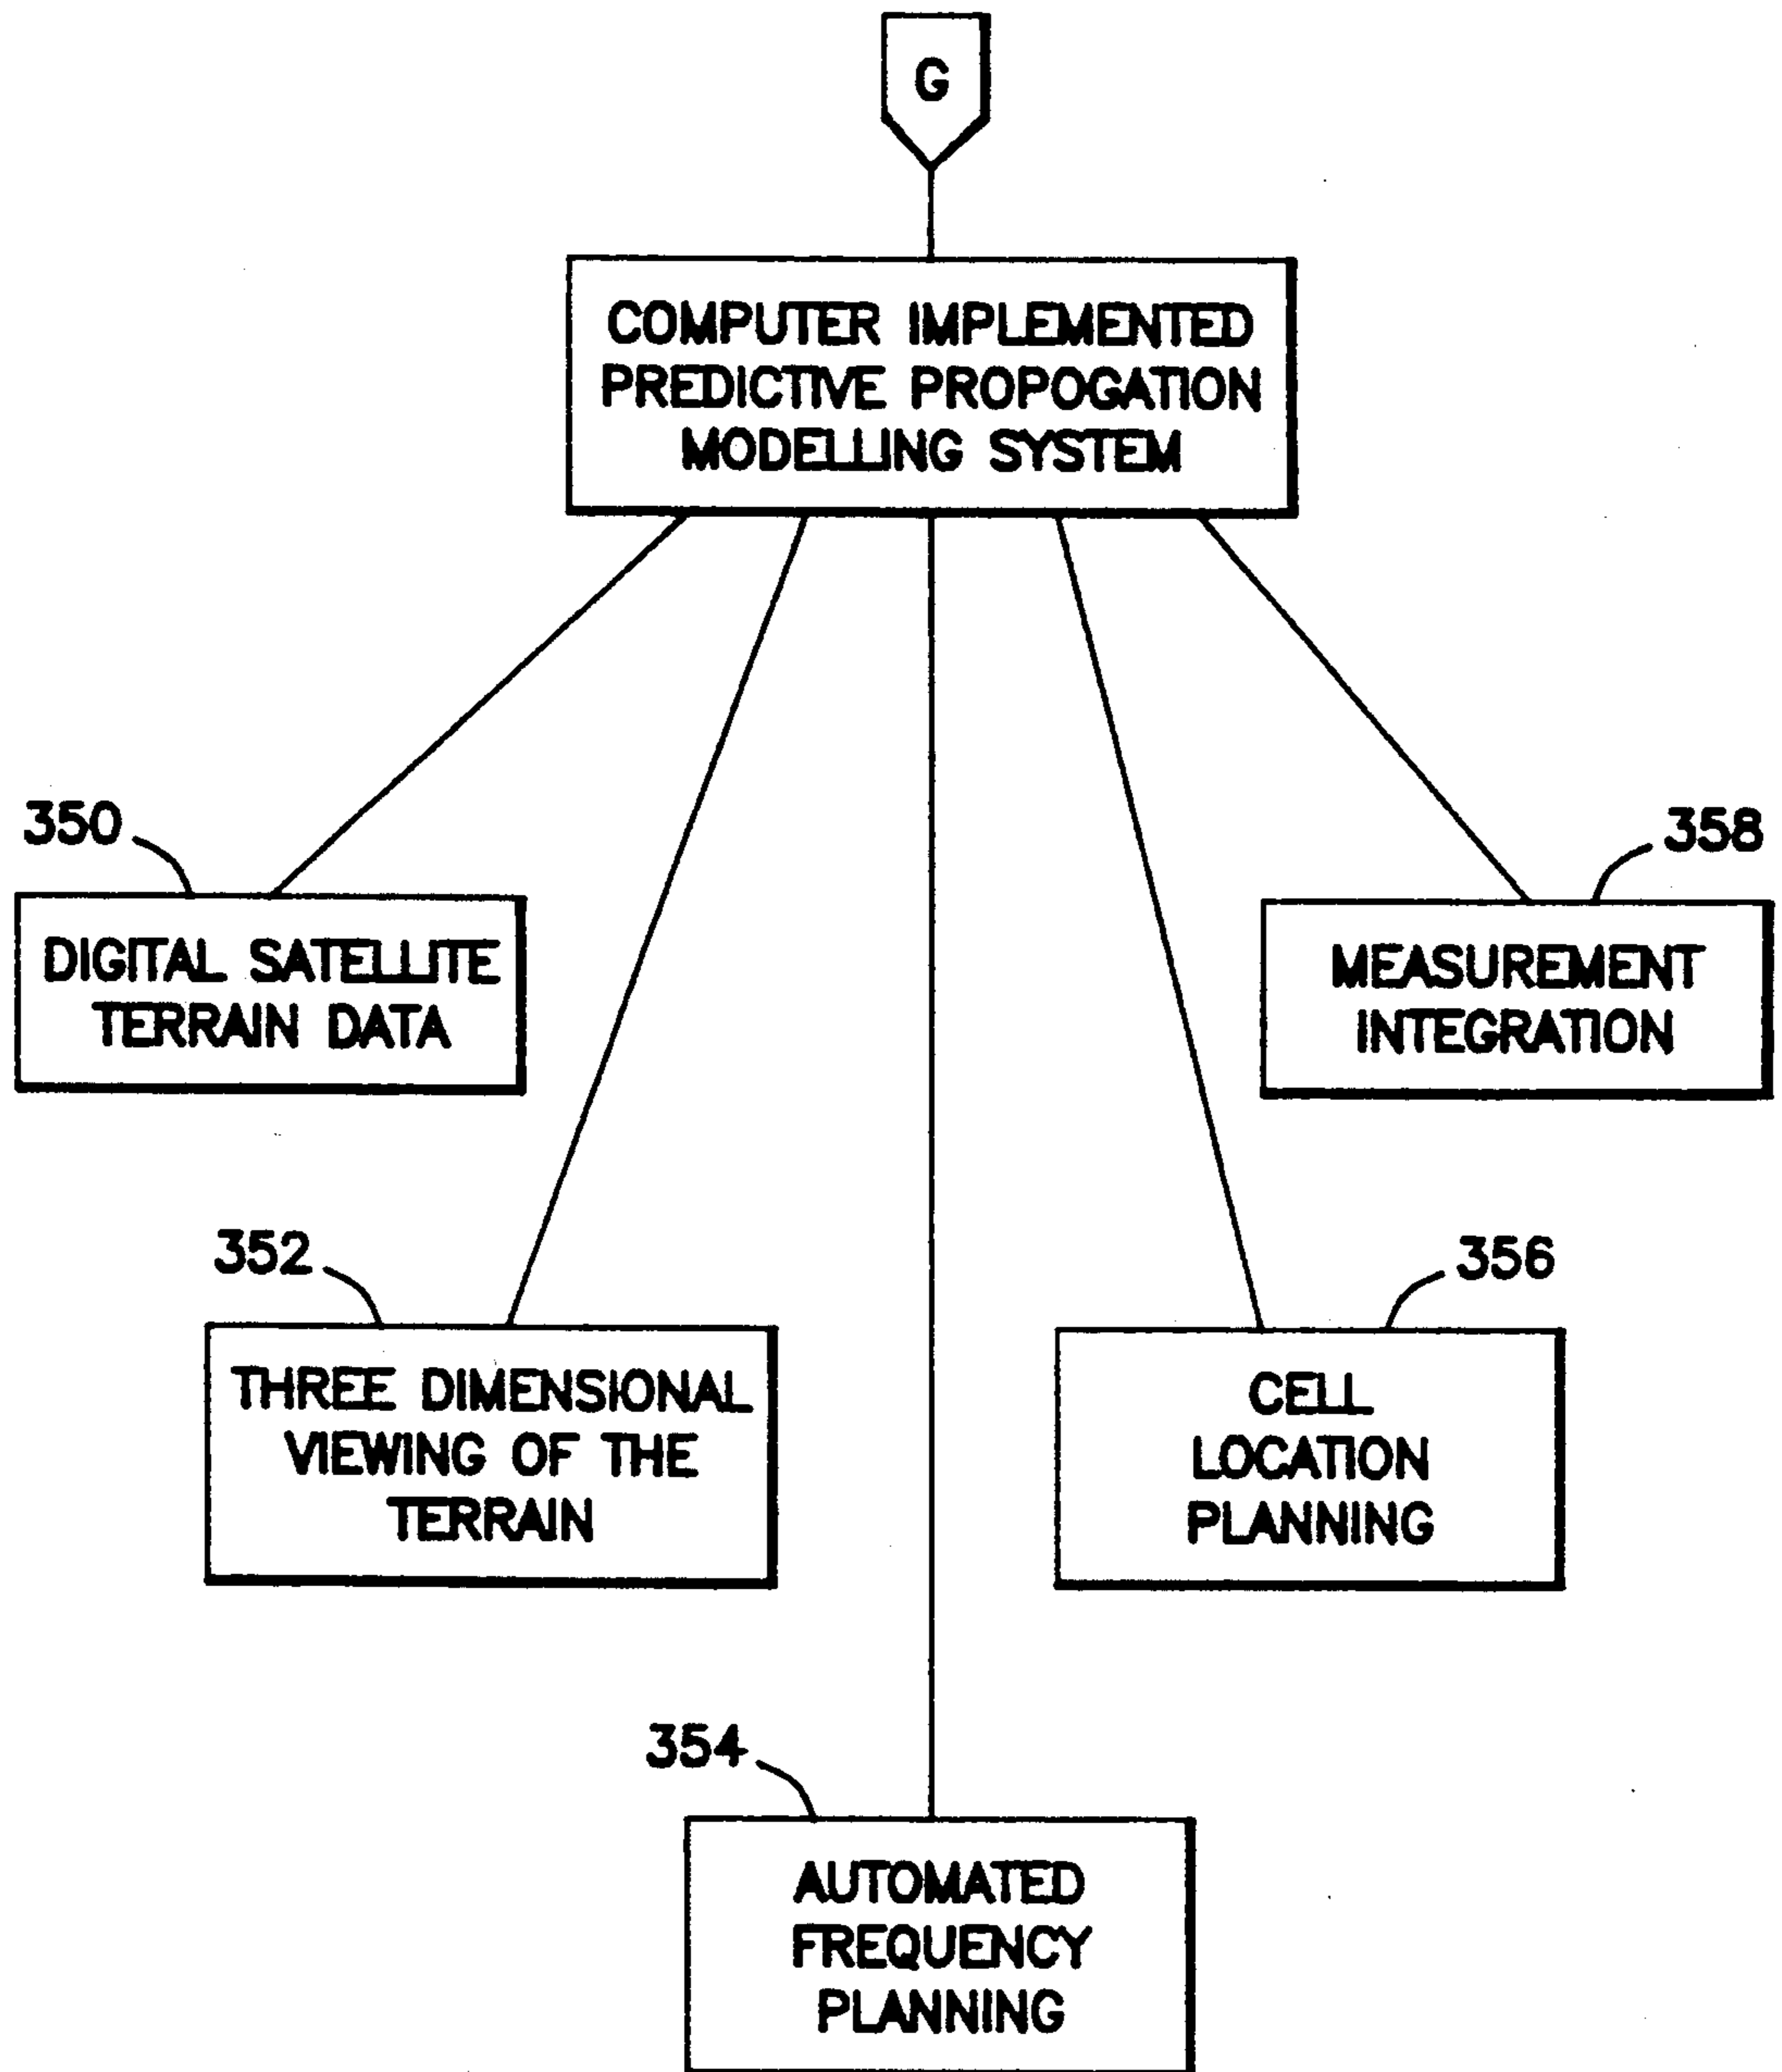 G
COMPUTER IMPLEMENTED
PREDICTIVE PROPOGATION
MODELLING SYSTEM
350
DIGITAL SATELLITE
TERRAIN DATA
358
MEASUREMENT
INTEGRATION
352
THREE DIMENSIONAL
VIEWING OF THE
TERRAIN
356
CELL
LOCATION
PLANNING
354
AUTOMATED
FREQUENCY
PLANNING